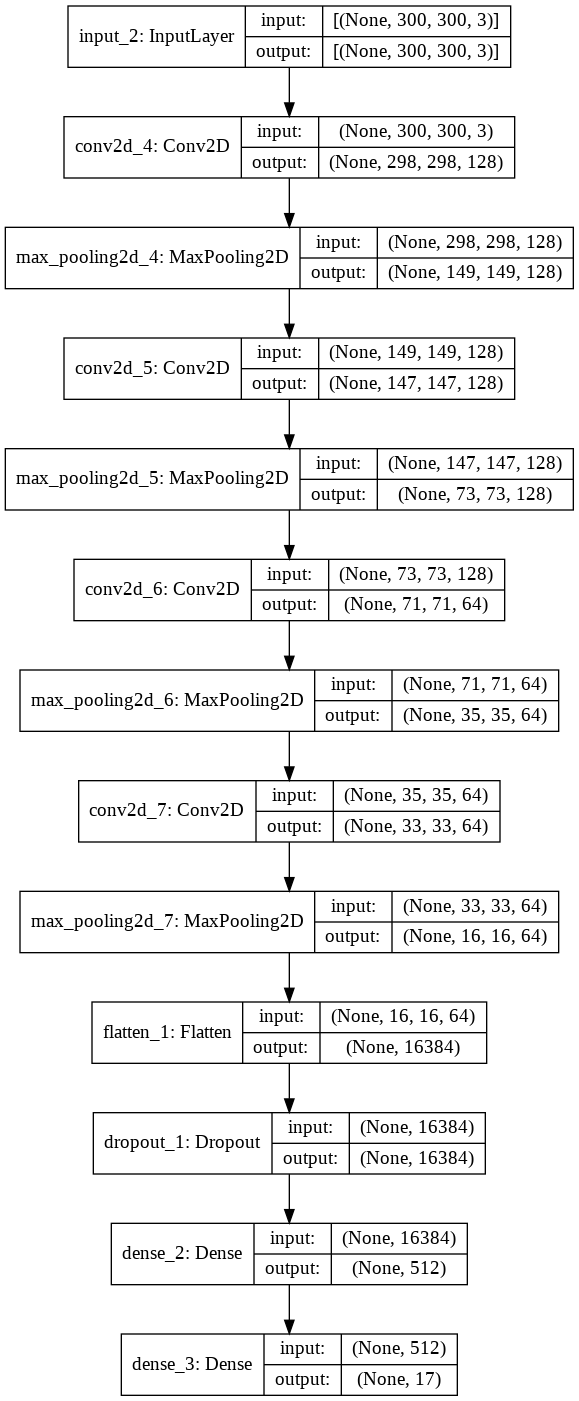 input_2: InputLayer
input: [(None, 300, 300, 3)]
output: [(None, 300, 300, 3)]
conv2d_4: Conv2D
input: (None, 300, 300, 3)
output: (None, 298, 298, 128)
max_pooling2d_4: MaxPooling2D
input: (None, 298, 298, 128)
output: (None, 149, 149, 128)
conv2d_5: Conv2D
input: (None, 149, 149, 128)
output: (None, 147, 147, 128)
max_pooling2d_5: MaxPooling2D
input: (None, 147, 147, 128)
output: (None, 73, 73, 128)
conv2d_6: Conv2D
input: (None, 73, 73, 128)
output: (None, 71, 71, 64)
max_pooling2d_6: MaxPooling2D
input: (None, 71, 71, 64)
output: (None, 35, 35, 64)
conv2d_7: Conv2D
input: (None, 35, 35, 64)
output: (None, 33, 33, 64)
max_pooling2d_7: MaxPooling2D
input: (None, 33, 33, 64)
output: (None, 16, 16, 64)
flatten_1: Flatten
input: (None, 16, 16, 64)
output: (None, 16384)
dropout_1: Dropout
input: (None, 16384)
output: (None, 16384)
dense_2: Dense
input: (None, 16384)
output: (None, 512)
dense_3: Dense
input: (None, 512)
output: (None, 17)